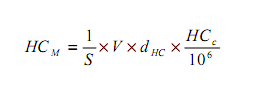 HC_M = 1/S × V × d_HC × HC_c/10^6